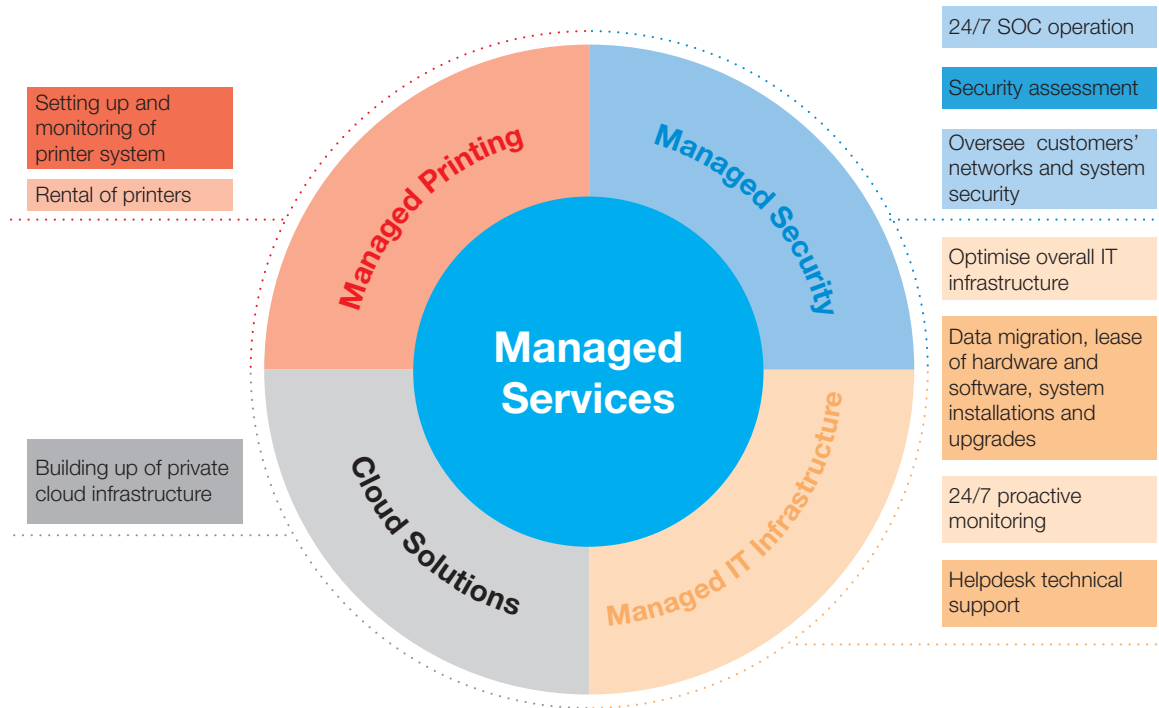 Setting up and
monitoring of
printer system
Rental of printers
Building up of private
cloud infrastructure
Managed Printing
Managed Security
Managed
Services
Cloud Solutions
Managed IT Infrastructure
24/7 SOC operation
Security assessment
Oversee customers’
networks and system
security
Optimise overall IT
infrastructure
Data migration, lease
of hardware and
software, system
installations and
upgrades
24/7 proactive
monitoring
Helpdesk technical
support